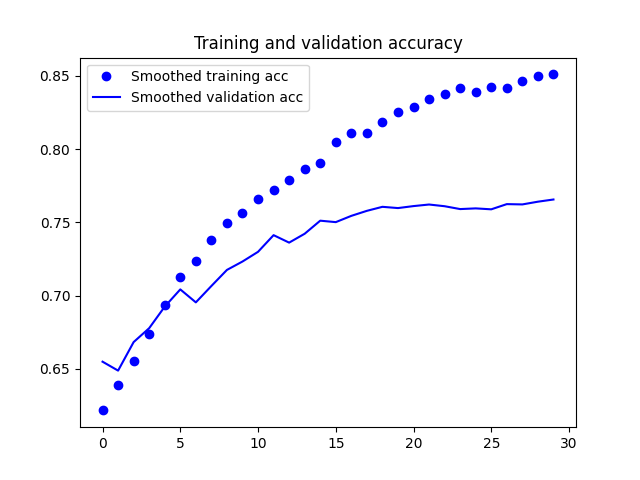 Training and validation accuracy
Smoothed training acc
Smoothed validation acc
0.85
0.80
0.75
0.70
0.65
0 5 10 15 20 25 30